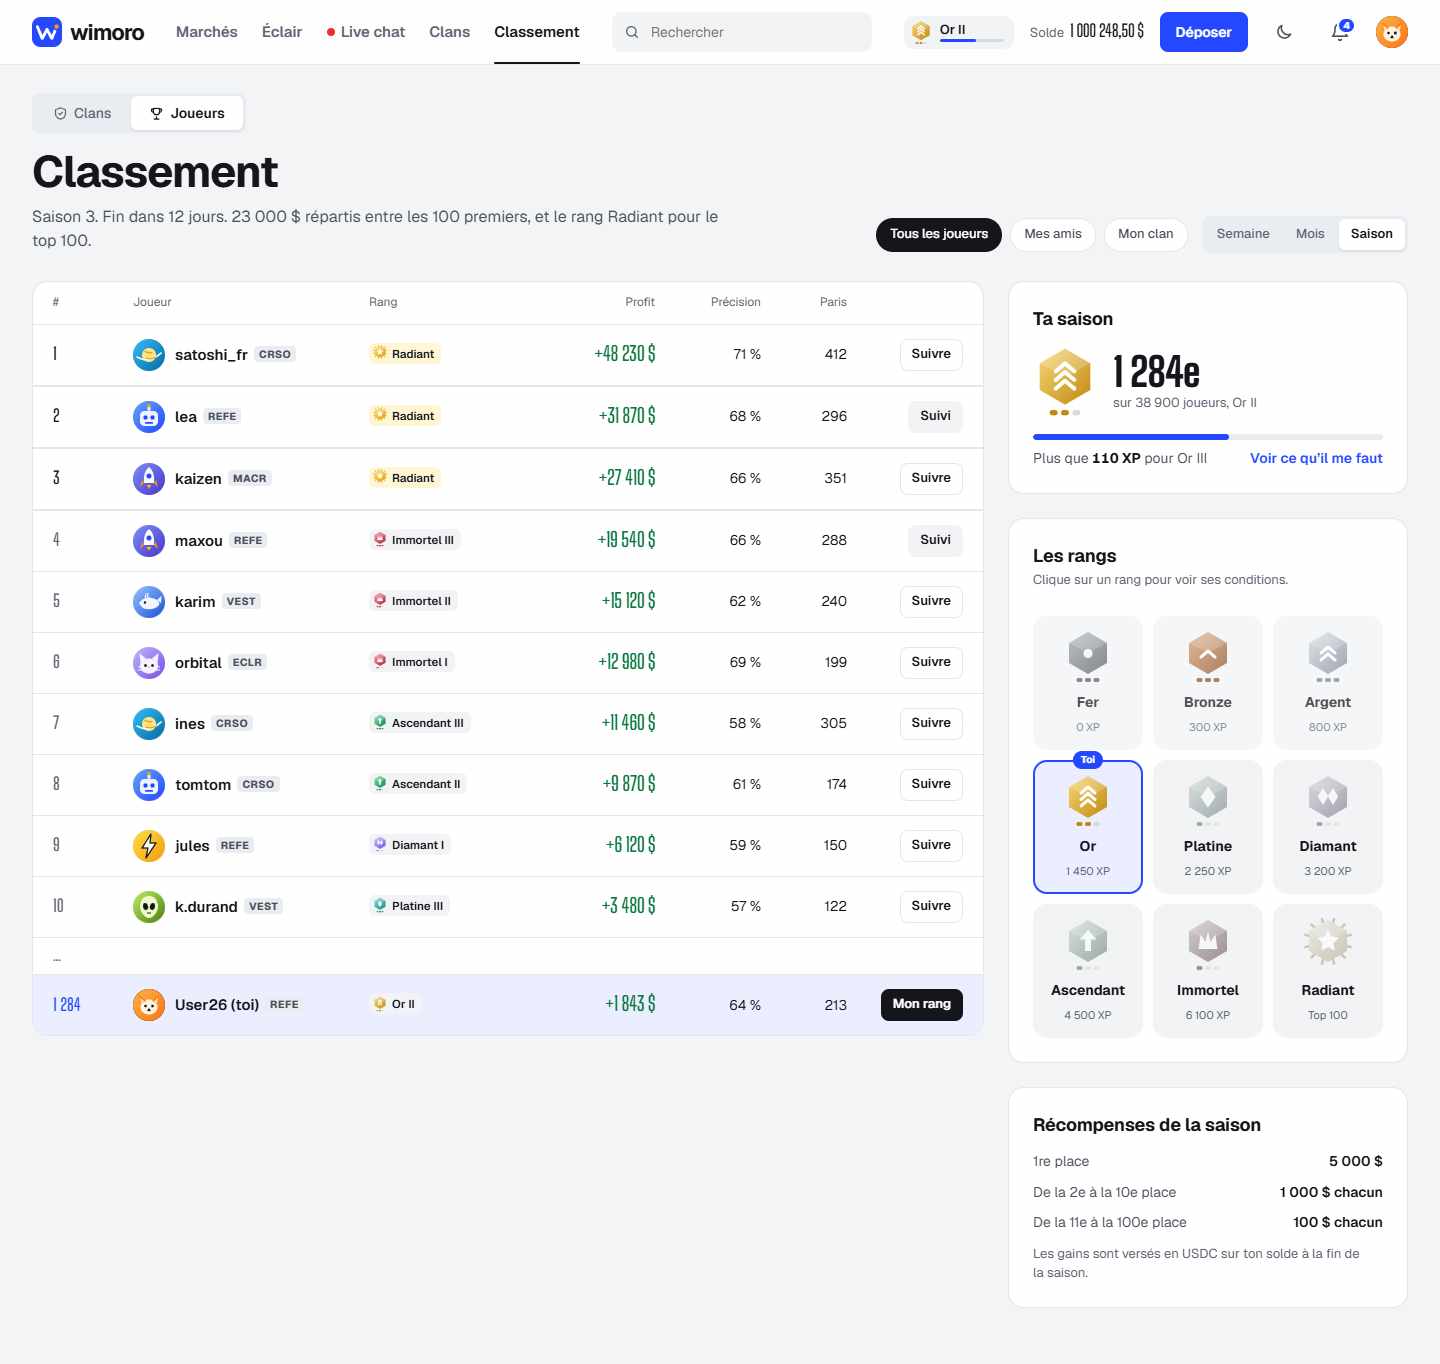 wimoro
Marchés
Éclair
Live chat
Clans
Classement
Rechercher
Or II
Solde 1 000 248,50 $
Déposer
4
Clans
Joueurs
Classement
Saison 3. Fin dans 12 jours. 23 000 $ répartis entre les 100 premiers, et le rang Radiant pour le
top 100.
Tous les joueurs
Mes amis
Mon clan
Semaine
Mois
Saison
# Joueur Rang Profit Précision Paris
1 satoshi_fr CRSO Radiant +48 230 $ 71 % 412 Suivre
2 lea REFE Radiant +31 870 $ 68 % 296 Suivi
3 kaizen MACR Radiant +27 410 $ 66 % 351 Suivre
4 maxou REFE Immortel III +19 540 $ 66 % 288 Suivi
5 karim VEST Immortel II +15 120 $ 62 % 240 Suivre
6 orbital ECLR Immortel I +12 980 $ 69 % 199 Suivre
7 ines CRSO Ascendant III +11 460 $ 58 % 305 Suivre
8 tomtom CRSO Ascendant II +9 870 $ 61 % 174 Suivre
9 jules REFE Diamant I +6 120 $ 59 % 150 Suivre
10 k.durand VEST Platine III +3 480 $ 57 % 122 Suivre
...
1 284 User26 (toi) REFE Or II +1 843 $ 64 % 213 Mon rang
Ta saison
1 284e
sur 38 900 joueurs, Or II
Plus que 110 XP pour Or III
Voir ce qu’il me faut
Les rangs
Clique sur un rang pour voir ses conditions.
Fer
0 XP
Bronze
300 XP
Argent
800 XP
Toi
Or
1 450 XP
Platine
2 250 XP
Diamant
3 200 XP
Ascendant
4 500 XP
Immortel
6 100 XP
Radiant
Top 100
Récompenses de la saison
1re place 5 000 $
De la 2e à la 10e place 1 000 $ chacun
De la 11e à la 100e place 100 $ chacun
Les gains sont versés en USDC sur ton solde à la fin de
la saison.